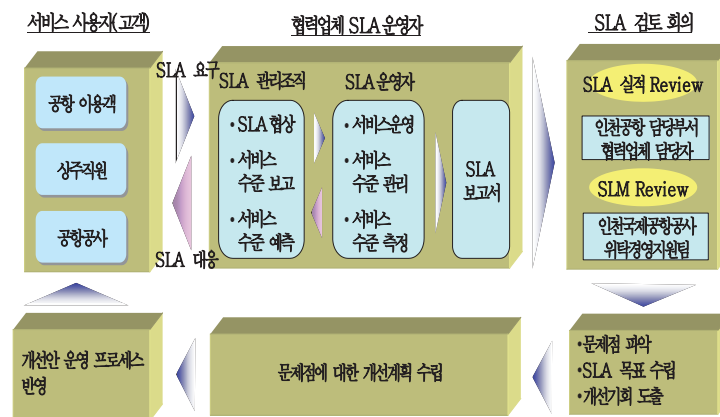 서비스 사용자(고객)
협력업체 SLA 운영자
SLA 검토 회의
SLA 요구
SLA 대응
공항 이용객
상주직원
공항공사
SLA 관리조직
•SLA 협상
•서비스
수준 보고
•서비스
수준 예측
SLA 운영자
•서비스운영
•서비스
수준 관리
•서비스
수준 측정
SLA
보고서
SLA 실적 Review
인천공항 담당부서
협력업체 담당자
SLM Review
인천국제공항공사
위탁경영지원팀
•문제점 파악
•SLA 목표 수립
•개선기회 도출
문제점에 대한 개선계획 수립
개선안 운영 프로세스
반영